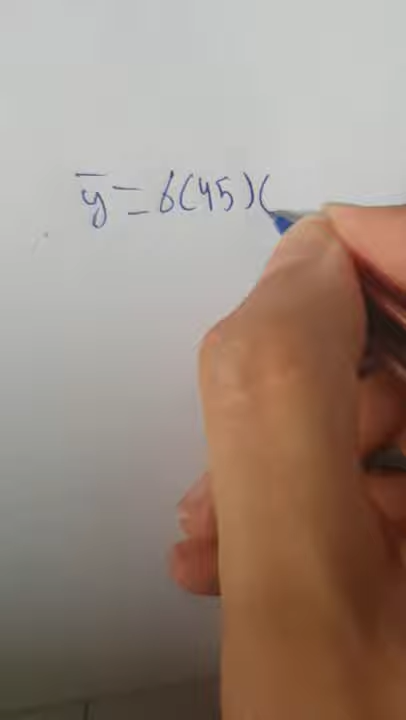 y̅ = 6(45)(